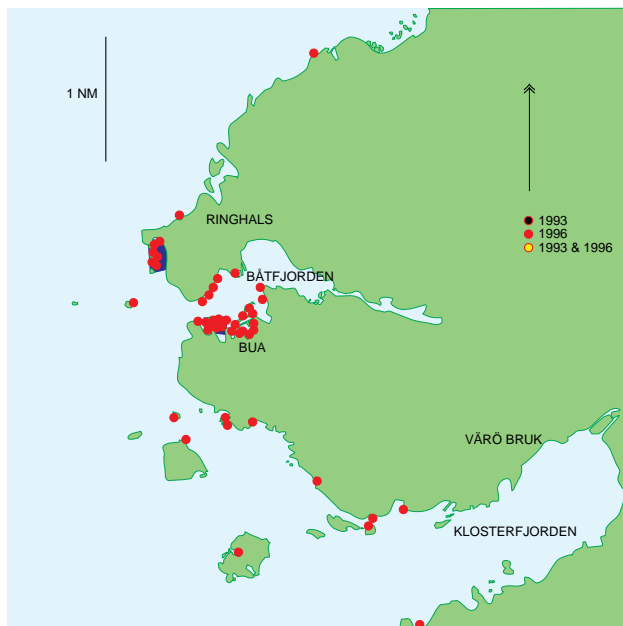 1 NM
RINGHALS
1993
1996
1993 & 1996
BÅTFJORDEN
BUA
VÄRÖ BRUK
KLOSTERFJORDEN